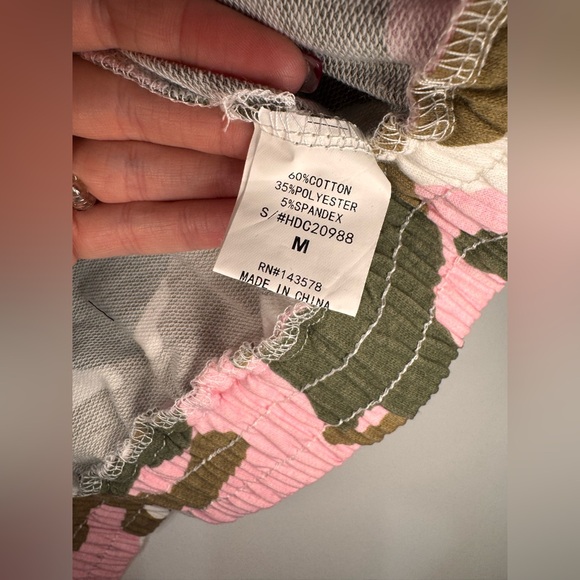 60%COTTON
35%POLYESTER
5%SPANDEX
S/#HDC20988
M
RN#143578
MADE IN CHINA